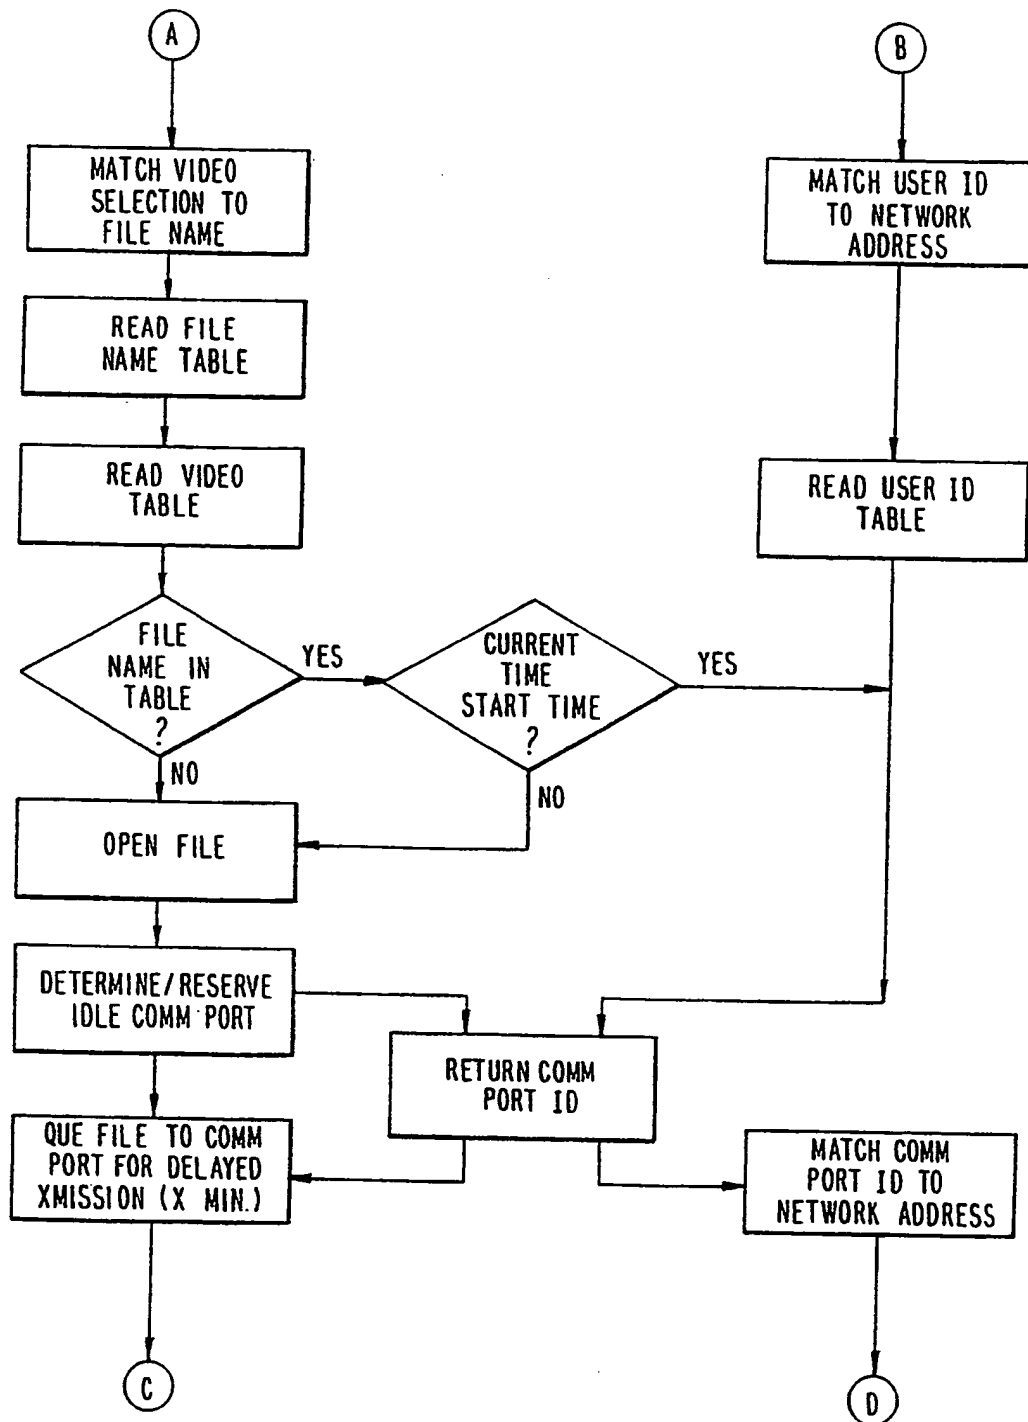 A
B
MATCH VIDEO
SELECTION TO
FILE NAME
MATCH USER ID
TO NETWORK
ADDRESS
READ FILE
NAME TABLE
READ VIDEO
TABLE
READ USER ID
TABLE
FILE
NAME IN
TABLE
?
YES
CURRENT
TIME
START TIME
?
YES
NO
NO
OPEN FILE
DETERMINE/RESERVE
IDLE COMM PORT
RETURN COMM
PORT ID
QUE FILE TO COMM
PORT FOR DELAYED
XMISSION (X MIN.)
MATCH COMM
PORT ID TO
NETWORK ADDRESS
C
D